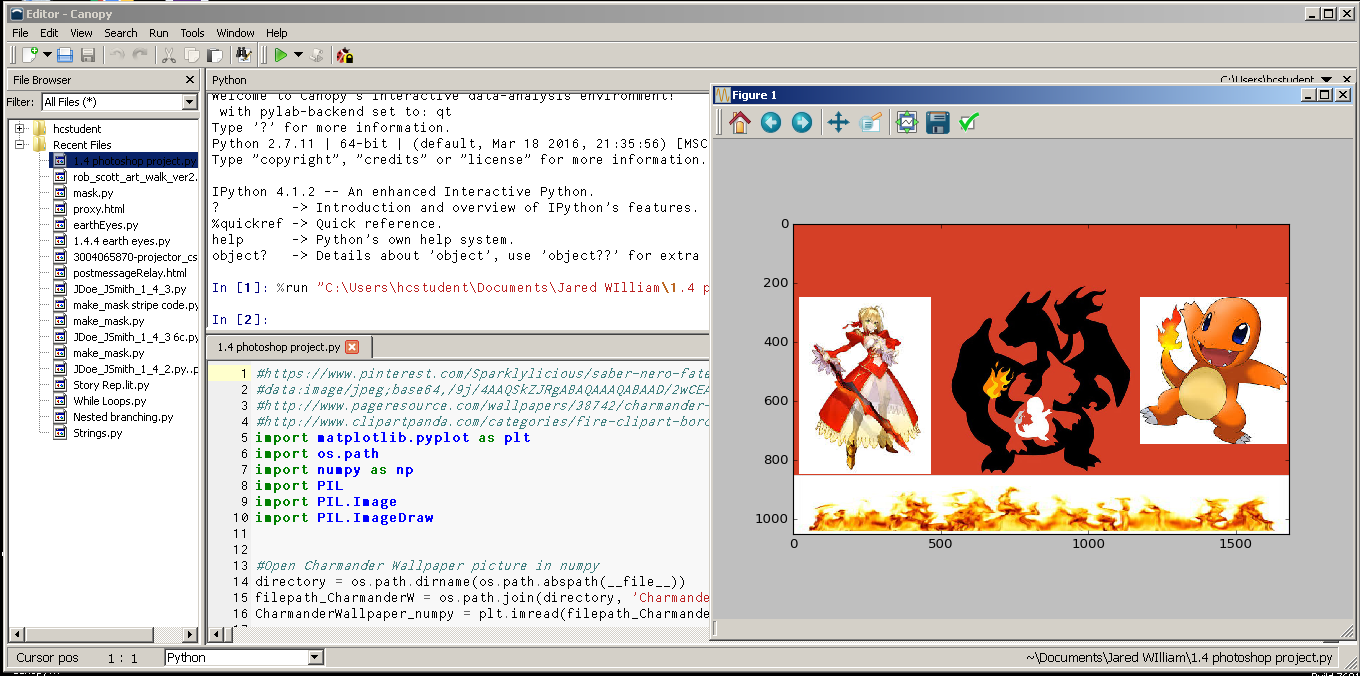 Editor - Canopy
File Edit View Search Run Tools Window Help
File Browser
Filter: All Files (*)
hcstudent
Recent Files
1.4 photoshop project.py
rob_scott_art_walk_ver2.
mask.py
proxy.html
earthEyes.py
1.4.4 earth eyes.py
3004065870-projector_cs
postmessageRelay.html
JDoe_JSmith_1_4_3.py
make_mask stripe code.py
make_mask.py
JDoe_JSmith_1_4_3 6c.py
make_mask.py
JDoe_JSmith_1_4_2.py..p
Story Rep.lit.py
While Loops.py
Nested branching.py
Strings.py
Python
C:\Users\hcstudent
Welcome to Canopy's interactive data-analysis environment!
with pylab-backend set to: qt
Type '?' for more information.
Python 2.7.11 | 64-bit | (default, Mar 18 2016, 21:35:56) [MSC
Type "copyright", "credits" or "license" for more information.
IPython 4.1.2 -- An enhanced Interactive Python.
? -> Introduction and overview of IPython's features.
%quickref -> Quick reference.
help -> Python's own help system.
object? -> Details about 'object', use 'object??' for extra
In [1]: %run "C:\Users\hcstudent\Documents\Jared WIlliam\1.4 p
In [2]:
1.4 photoshop project.py
1 #https://www.pinterest.com/Sparklylicious/saber-nero-fate
2 #data:image/jpeg;base64,/9j/4AAQSkZJRgABAQAAAQABAAD/2wCEA
3 #http://www.pageresource.com/wallpapers/38742/charmander-
4 #http://www.clipartpanda.com/categories/fire-clipart-bord
5 import matplotlib.pyplot as plt
6 import os.path
7 import numpy as np
8 import PIL
9 import PIL.Image
10 import PIL.ImageDraw
11
12
13 #Open Charmander Wallpaper picture in numpy
14 directory = os.path.dirname(os.path.abspath(__file__))
15 filepath_CharmanderW = os.path.join(directory, 'Charmande
16 CharmanderWallpaper_numpy = plt.imread(filepath_Charmande
Figure 1
0
200
400
600
800
1000
0 500 1000 1500
Cursor pos 1 : 1 Python
~\Documents\Jared WIlliam\1.4 photoshop project.py